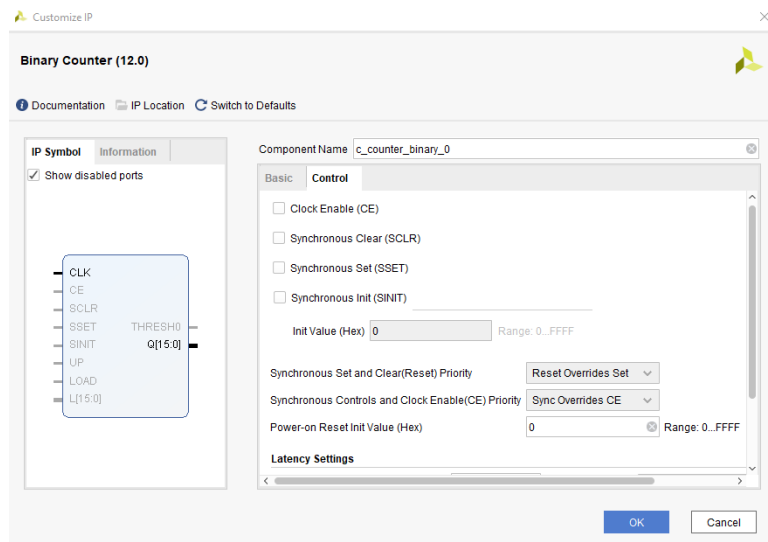 Customize IP
Binary Counter (12.0)
Documentation IP Location Switch to Defaults
IP Symbol Information
Show disabled ports
CLK
CE
SCLR
SSET THRESH0
SINIT Q[15:0]
UP
LOAD
L[15:0]
Component Name c_counter_binary_0
Basic Control
Clock Enable (CE)
Synchronous Clear (SCLR)
Synchronous Set (SSET)
Synchronous Init (SINIT)
Init Value (Hex) 0 Range: 0...FFFF
Synchronous Set and Clear(Reset) Priority Reset Overrides Set
Synchronous Controls and Clock Enable(CE) Priority Sync Overrides CE
Power-on Reset Init Value (Hex) 0 Range: 0...FFFF
Latency Settings
OK Cancel